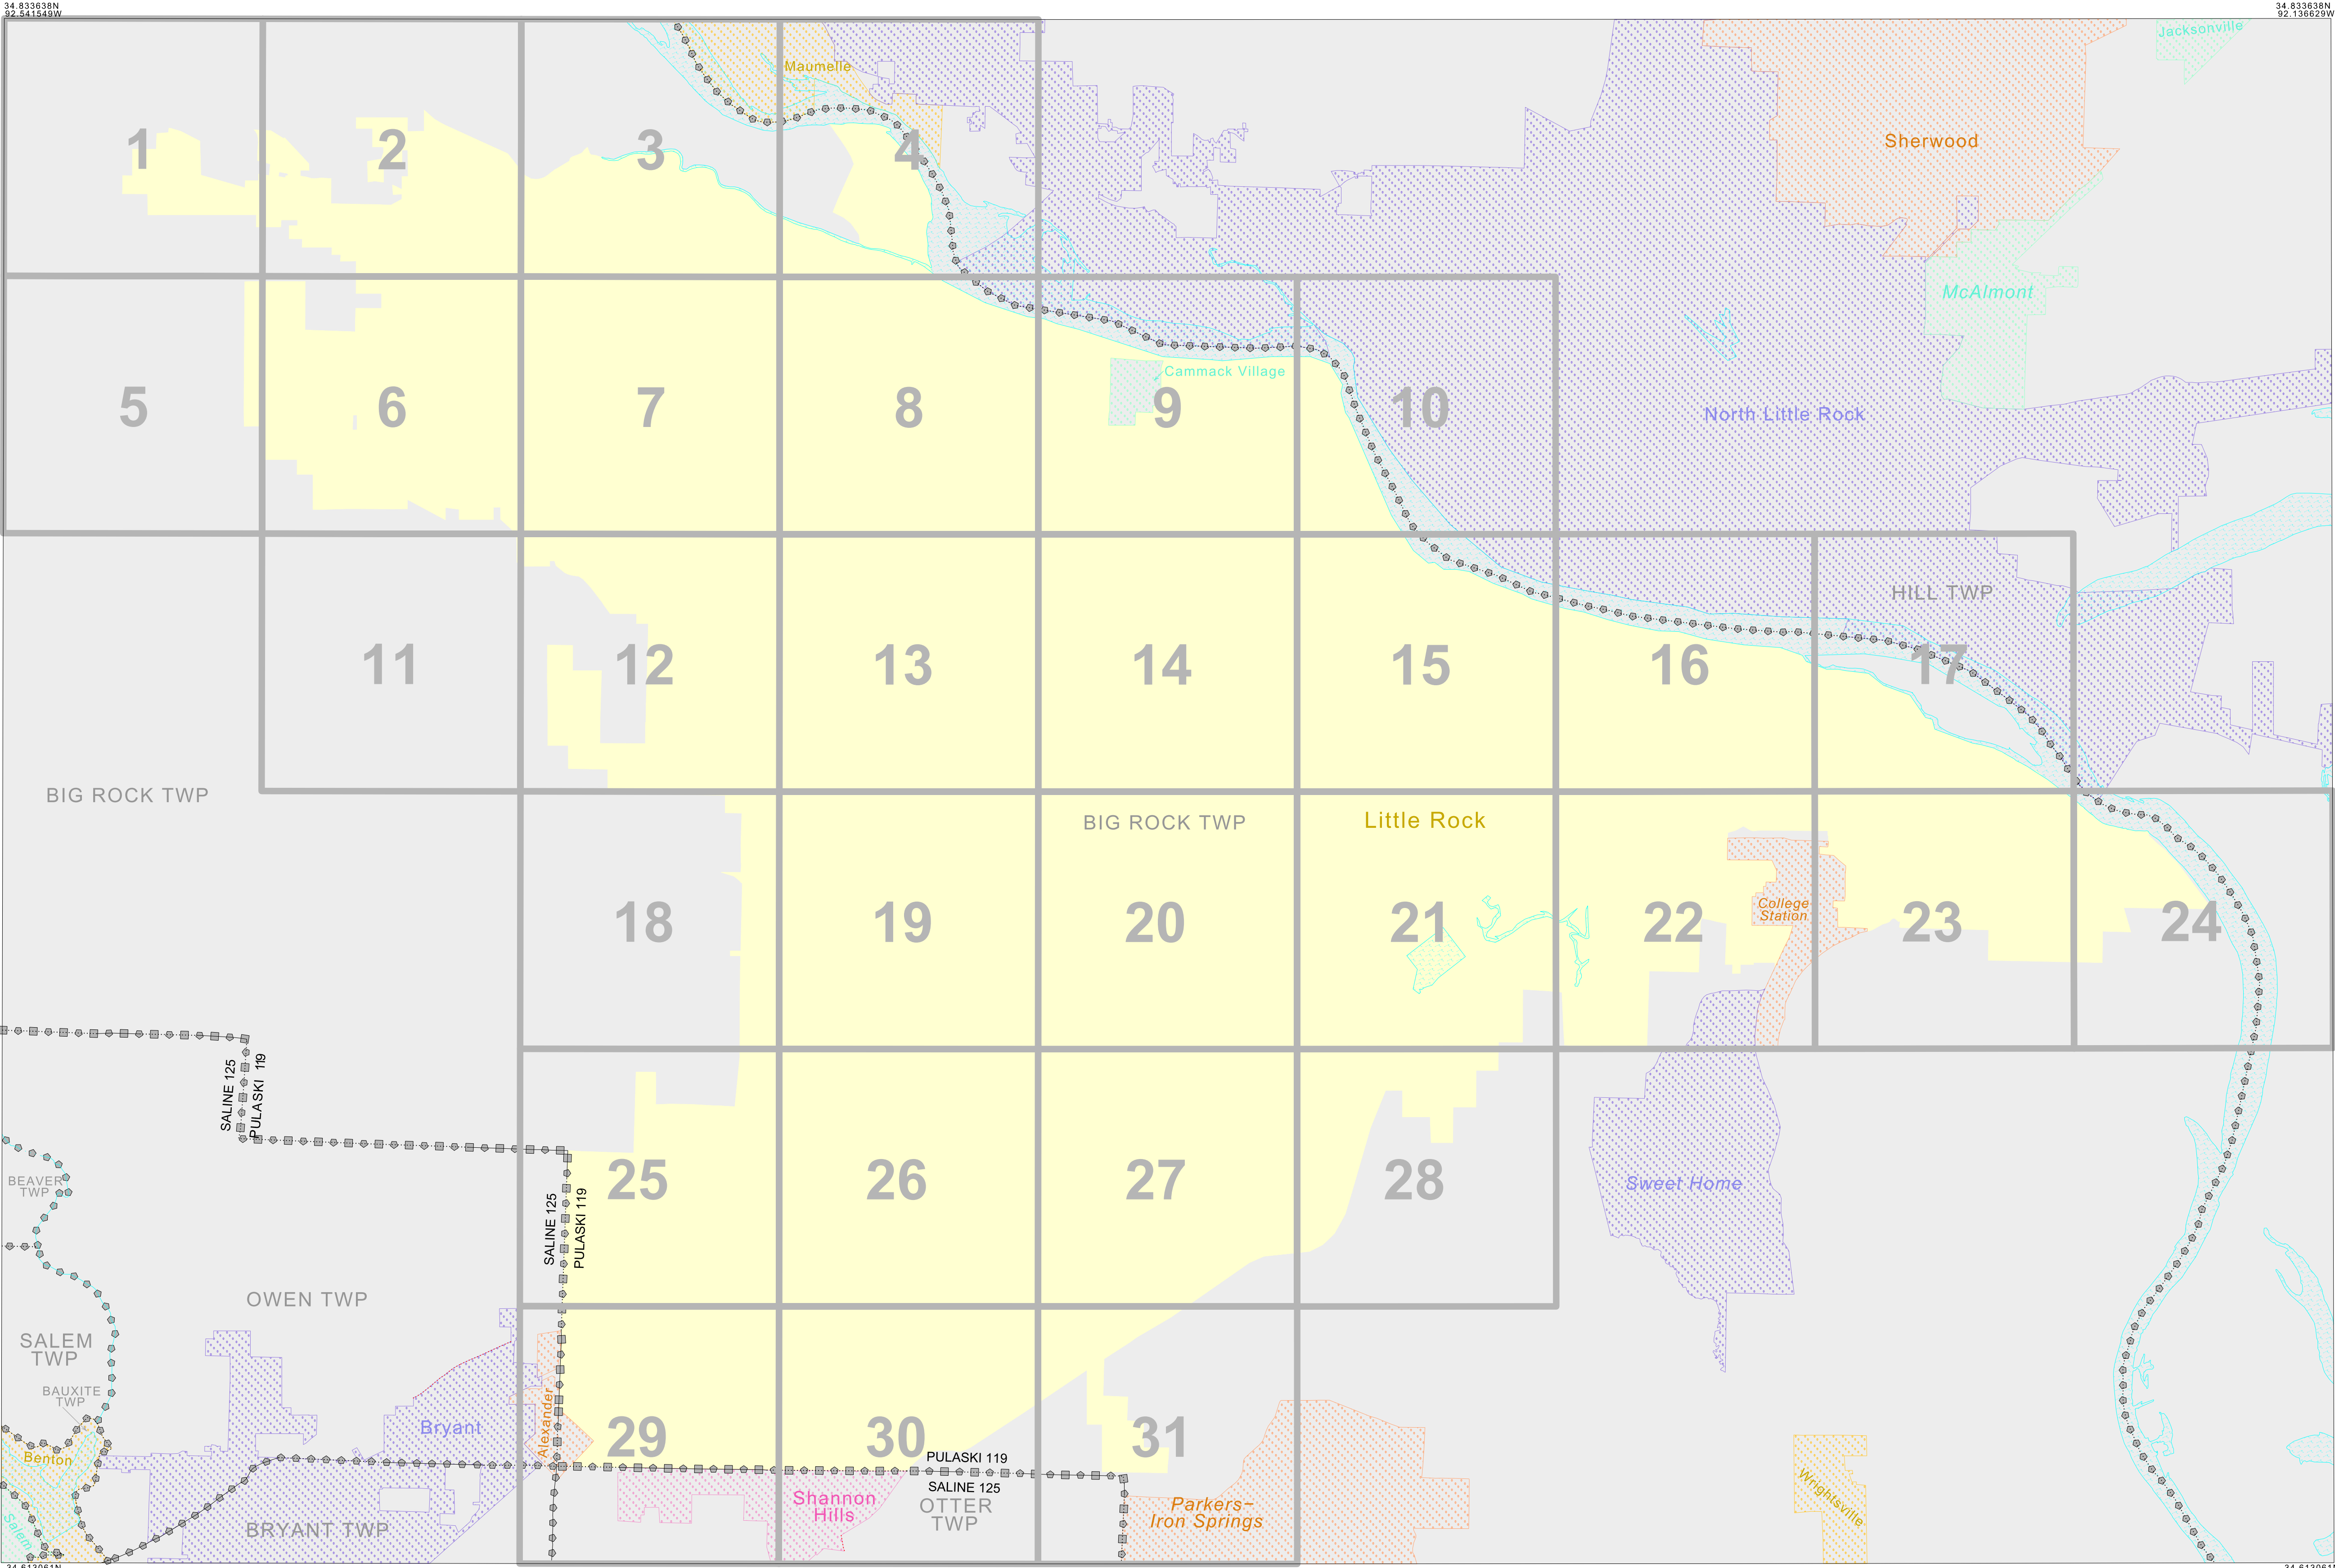 34.833638N
92.541549W
34.833638N
92.136629W
Jacksonville
Maumelle
Sherwood
1
2
3
4
McAlmont
Cammack Village
North Little Rock
5
6
7
8
9
10
HILL TWP
11
12
13
14
15
16
17
BIG ROCK TWP
BIG ROCK TWP
Little Rock
College
Station
18
19
20
21
22
23
24
SALINE 125
PULASKI 119
BEAVER
TWP
SALINE 125
PULASKI 119
25
26
27
28
Sweet Home
OWEN TWP
SALEM
TWP
BAUXITE
TWP
Bryant
Alexander
29
30
31
Benton
PULASKI 119
SALINE 125
Shannon
Hills
OTTER
TWP
Parkers-
Iron Springs
Wrightsville
Salem
BRYANT TWP
34.613061N
34.613061N